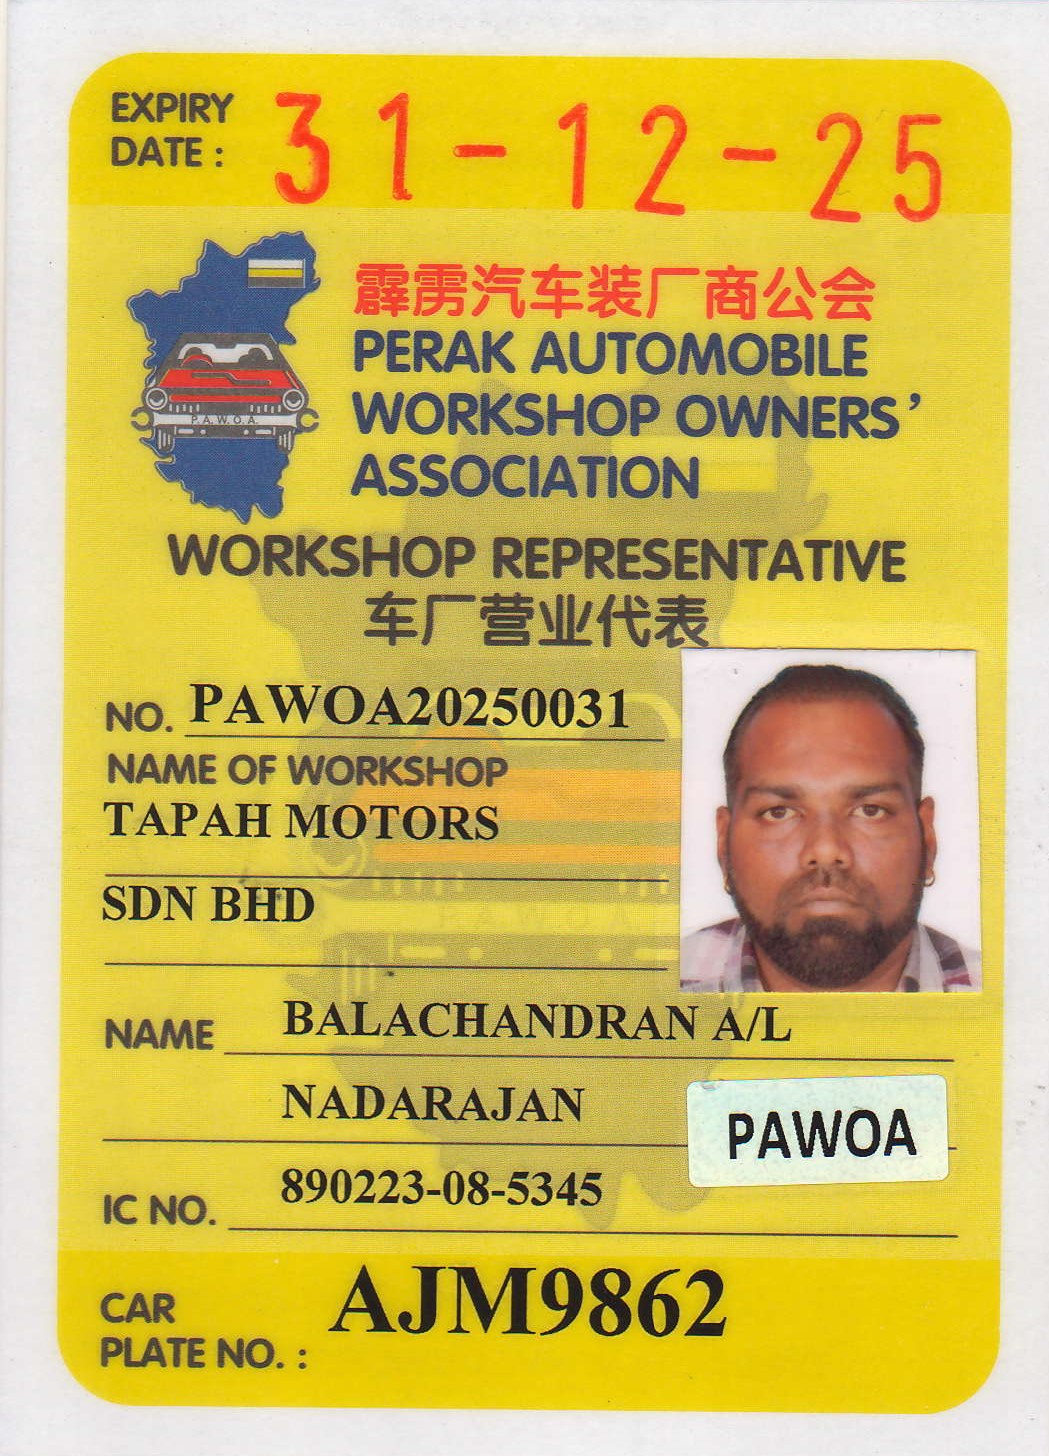 EXPIRY
DATE :
31-12-25
霹雳汽车装厂商公会
PERAK AUTOMOBILE
WORKSHOP OWNERS’
ASSOCIATION
P.A.W.O.A.
WORKSHOP REPRESENTATIVE
车厂营业代表
NO. PAWOA20250031
NAME OF WORKSHOP
TAPAH MOTORS
SDN BHD
NAME BALACHANDRAN A/L
NADARAJAN
PAWOA
IC NO. 890223-08-5345
CAR
PLATE NO. :
AJM9862